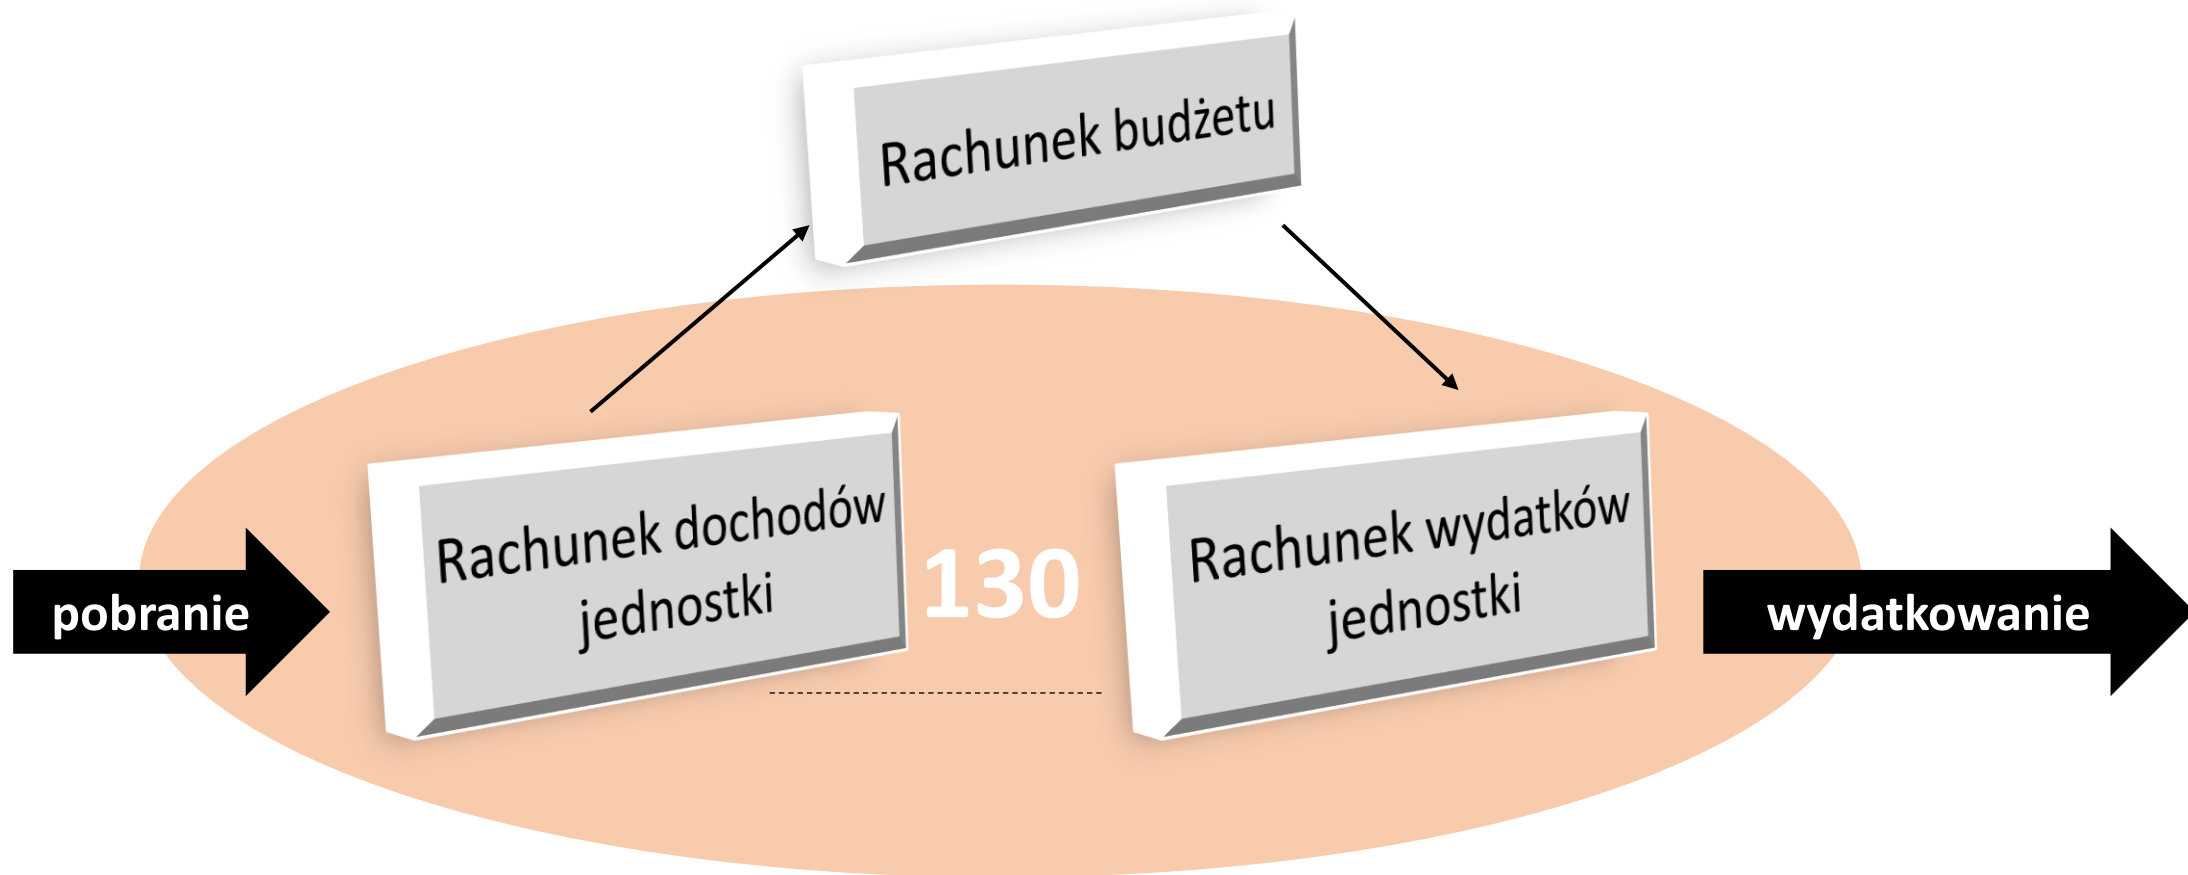 Rachunek budżetu
Rachunek dochodów
jednostki
130
Rachunek wydatków
jednostki
pobranie
wydatkowanie